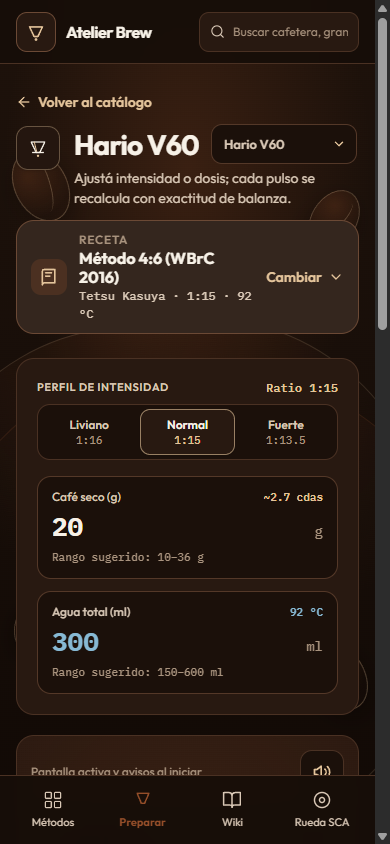 Atelier Brew
Buscar cafetera, gran
Volver al catálogo
Hario V60
Hario V60
Ajustá intensidad o dosis; cada pulso se
recalcula con exactitud de balanza.
RECETA
Método 4:6 (WBrC
2016)
Tetsu Kasuya · 1:15 · 92
°C
Cambiar
PERFIL DE INTENSIDAD
Ratio 1:15
Liviano
1:16
Normal
1:15
Fuerte
1:13.5
Café seco (g)
~2.7 cdas
20
g
Rango sugerido: 10–36 g
Agua total (ml)
92 °C
300
ml
Rango sugerido: 150–600 ml
Pantalla activa y avisos al iniciar
Métodos
Preparar
Wiki
Rueda SCA